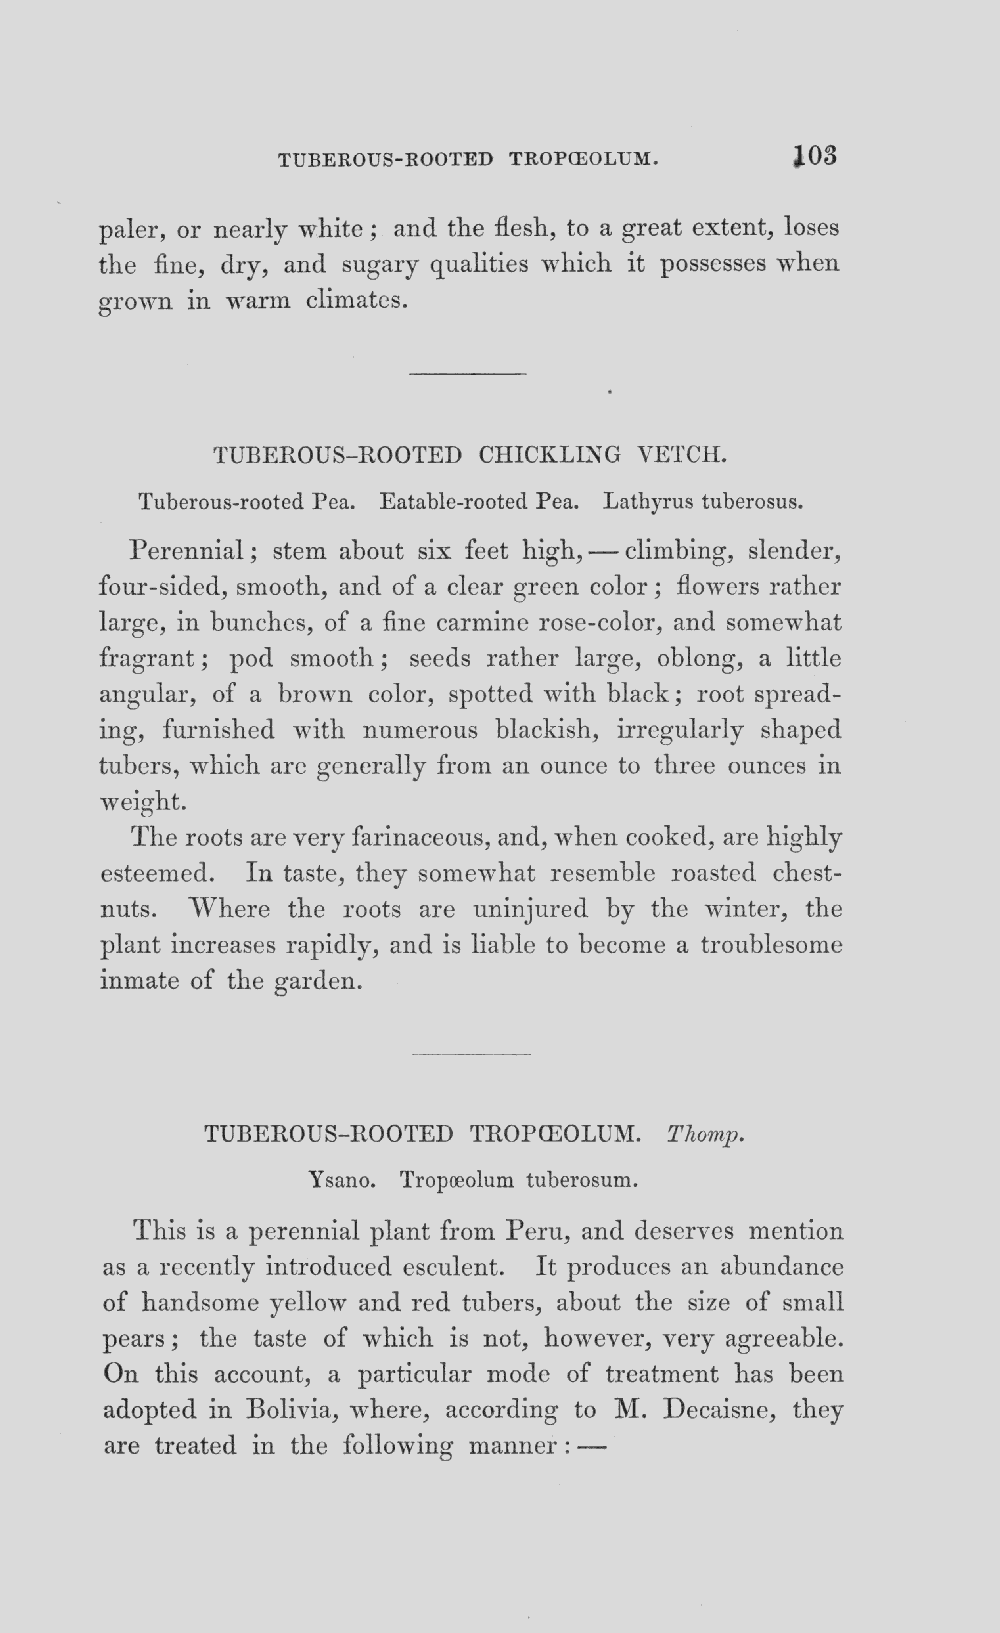 TUBEROUS-ROOTED TROPŒOLUM. 103
paler, or nearly white; and the flesh, to a great extent, loses
the fine, dry, and sugary qualities which it possesses when
grown in warm climates.
TUBEROUS-ROOTED CHICKLING VETCH.
Tuberous-rooted Pea. Eatable-rooted Pea. Lathyrus tuberosus.
Perennial; stem about six feet high, — climbing, slender,
four-sided, smooth, and of a clear green color; flowers rather
large, in bunches, of a fine carmine rose-color, and somewhat
fragrant; pod smooth; seeds rather large, oblong, a little
angular, of a brown color, spotted with black; root spread-
ing, furnished with numerous blackish, irregularly shaped
tubers, which are generally from an ounce to three ounces in
weight.
The roots are very farinaceous, and, when cooked, are highly
esteemed. In taste, they somewhat resemble roasted chest-
nuts. Where the roots are uninjured by the winter, the
plant increases rapidly, and is liable to become a troublesome
inmate of the garden.
TUBEROUS-ROOTED TROPŒOLUM. Thomp.
Ysano. Tropœolum tuberosum.
This is a perennial plant from Peru, and deserves mention
as a recently introduced esculent. It produces an abundance
of handsome yellow and red tubers, about the size of small
pears; the taste of which is not, however, very agreeable.
On this account, a particular mode of treatment has been
adopted in Bolivia, where, according to M. Decaisne, they
are treated in the following manner: —